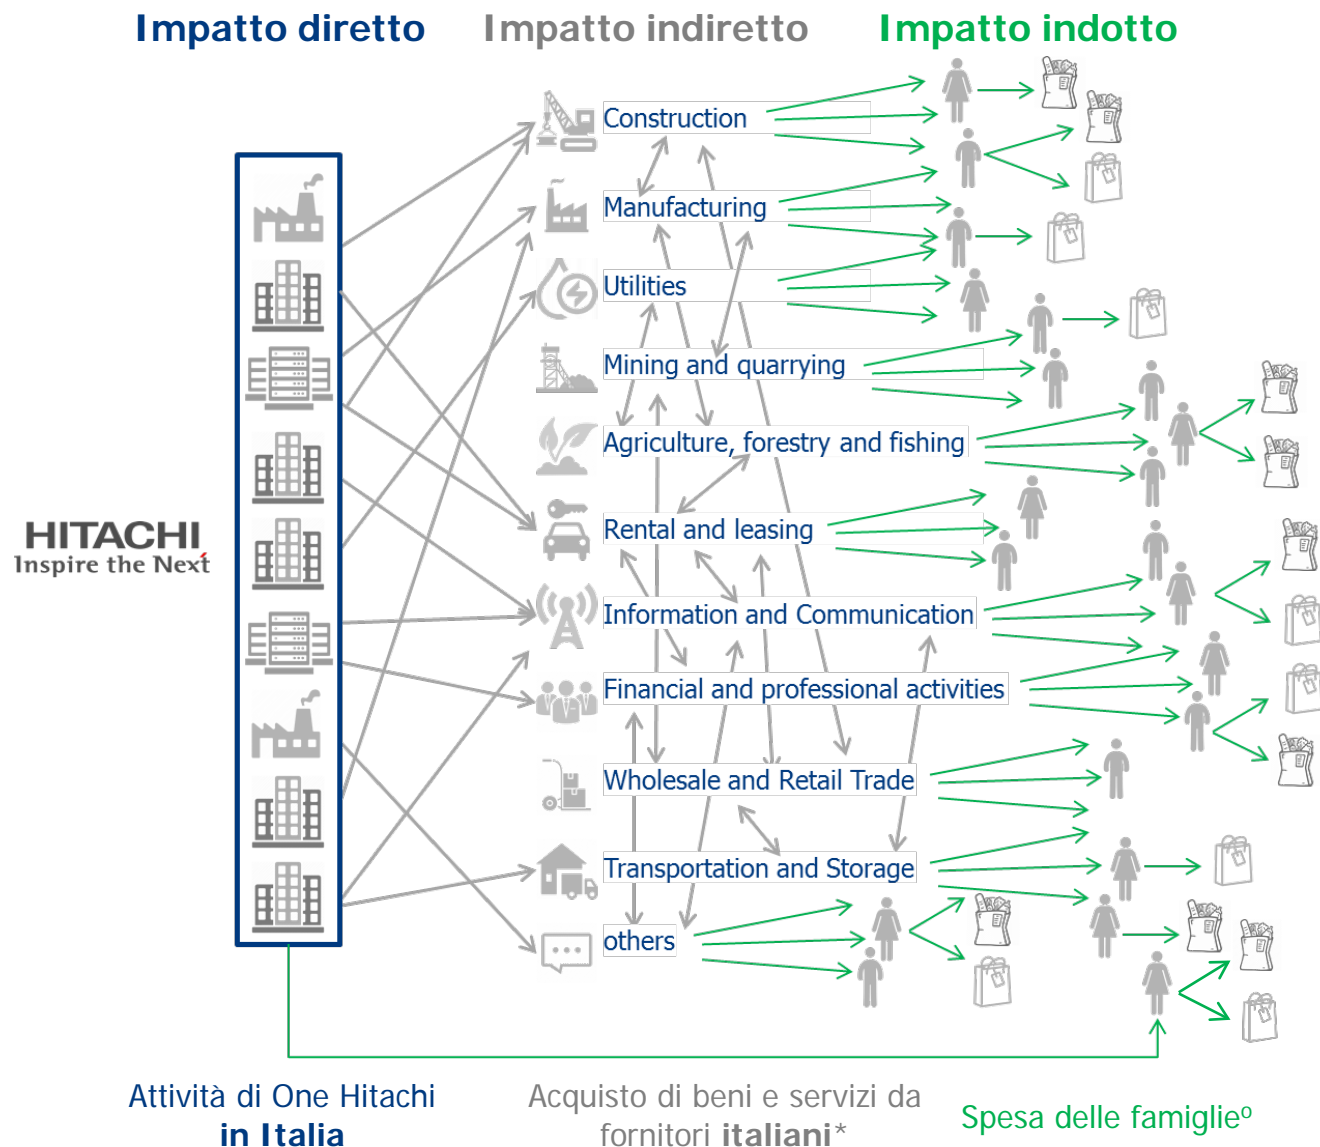 Impatto diretto
Impatto indiretto
Impatto indotto
Construction
Manufacturing
Utilities
Mining and quarrying
Agriculture, forestry and fishing
HITACHI
Inspire the Next
Rental and leasing
Information and Communication
Financial and professional activities
Wholesale and Retail Trade
Transportation and Storage
others
Attività di One Hitachi
in Italia
Acquisto di beni e servizi da
fornitori italiani*
Spesa delle famiglie°